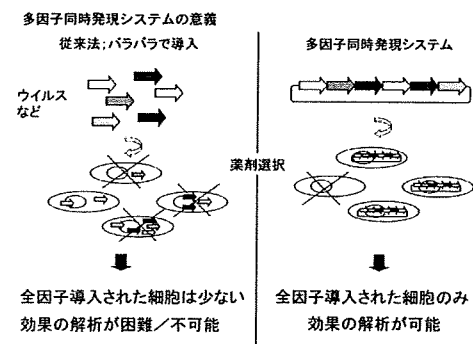 多因子同時発現システムの意義
従来法;バラバラで導入
ウイルス
など
多因子同時発現システム
薬剤選択
全因子導入された細胞は少ない
効果の解析が困難/不可能
全因子導入された細胞のみ
効果の解析が可能